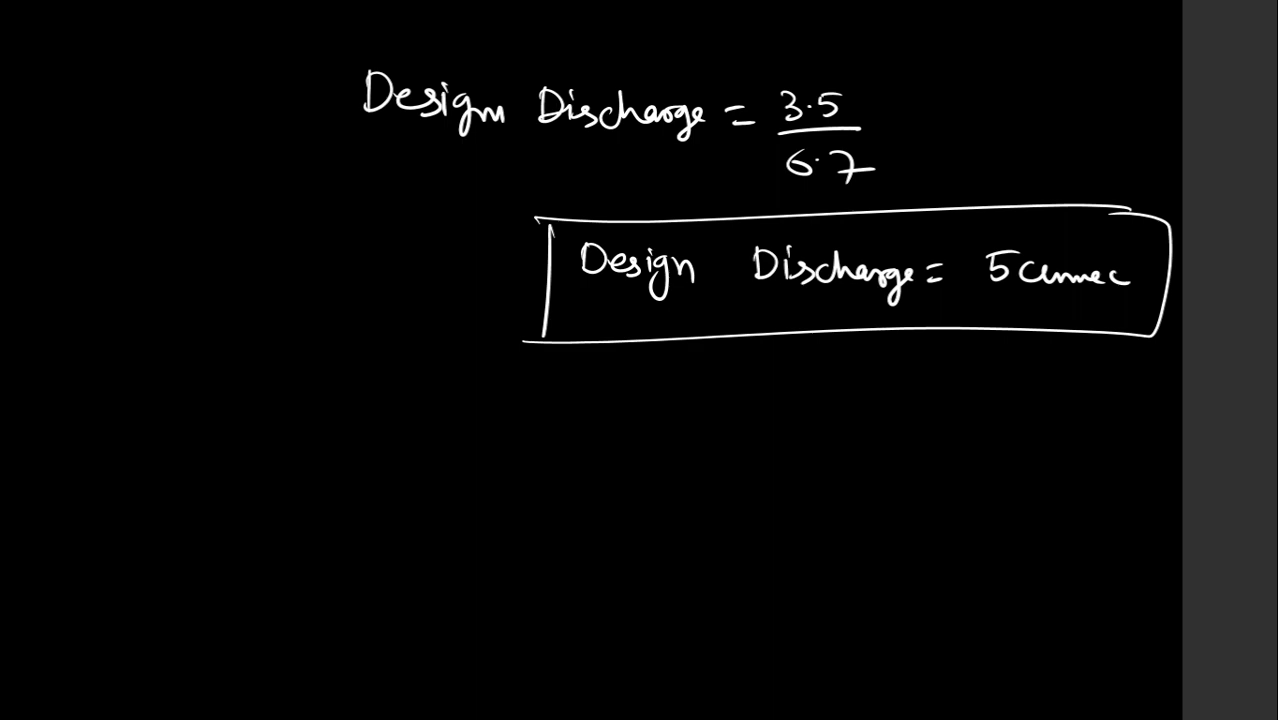 Design Discharge = 3.5 / 6.7
Design Discharge = 5 cumec